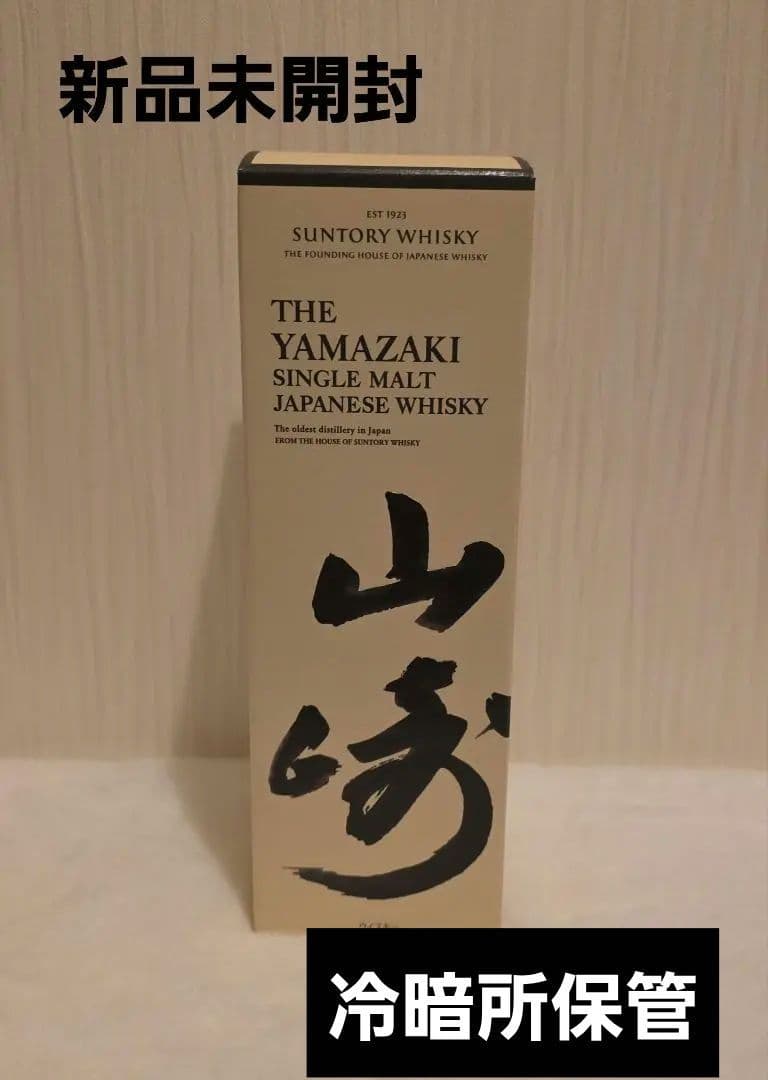 新品未開封
EST 1923
SUNTORY WHISKY
THE FOUNDING HOUSE OF JAPANESE WHISKY
THE
YAMAZAKI
SINGLE MALT
JAPANESE WHISKY
The oldest distillery in Japan
FROM THE HOUSE OF SUNTORY WHISKY
山
崎
冷暗所保管